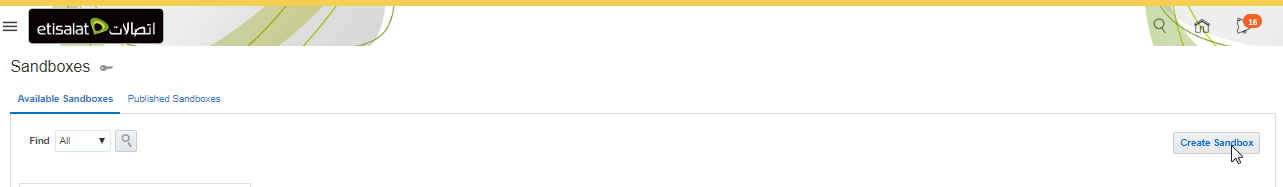 etisalat اتصالات
16
Sandboxes
Available Sandboxes Published Sandboxes
Find All Create Sandbox